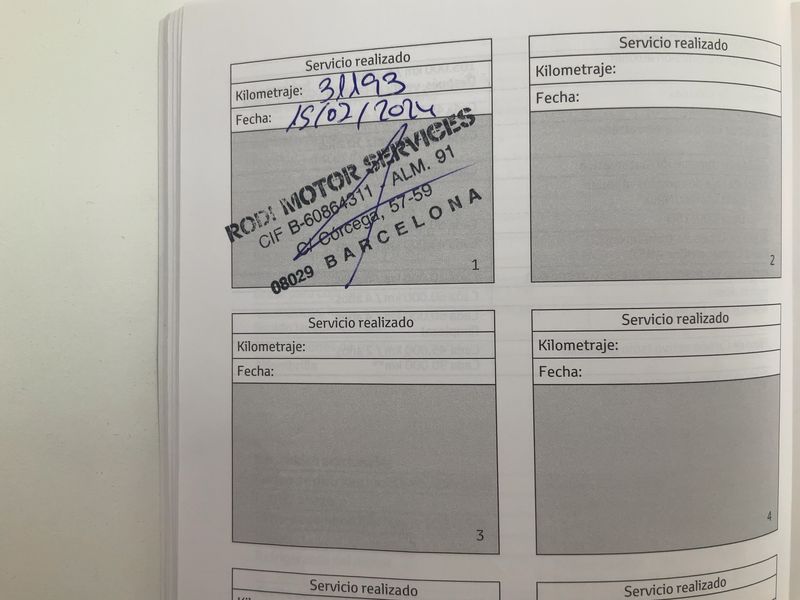 Servicio realizado
Kilometraje: 31193
Fecha: 15/02/2024
RODI MOTOR SERVICES
CIF B-60864311 - ALM. 91
C/ Córcega, 57-59
08029 BARCELONA
1
Servicio realizado
Kilometraje:
Fecha:
2
Servicio realizado
Kilometraje:
Fecha:
3
Servicio realizado
Kilometraje:
Fecha:
4
Servicio realizado
Servicio realizado